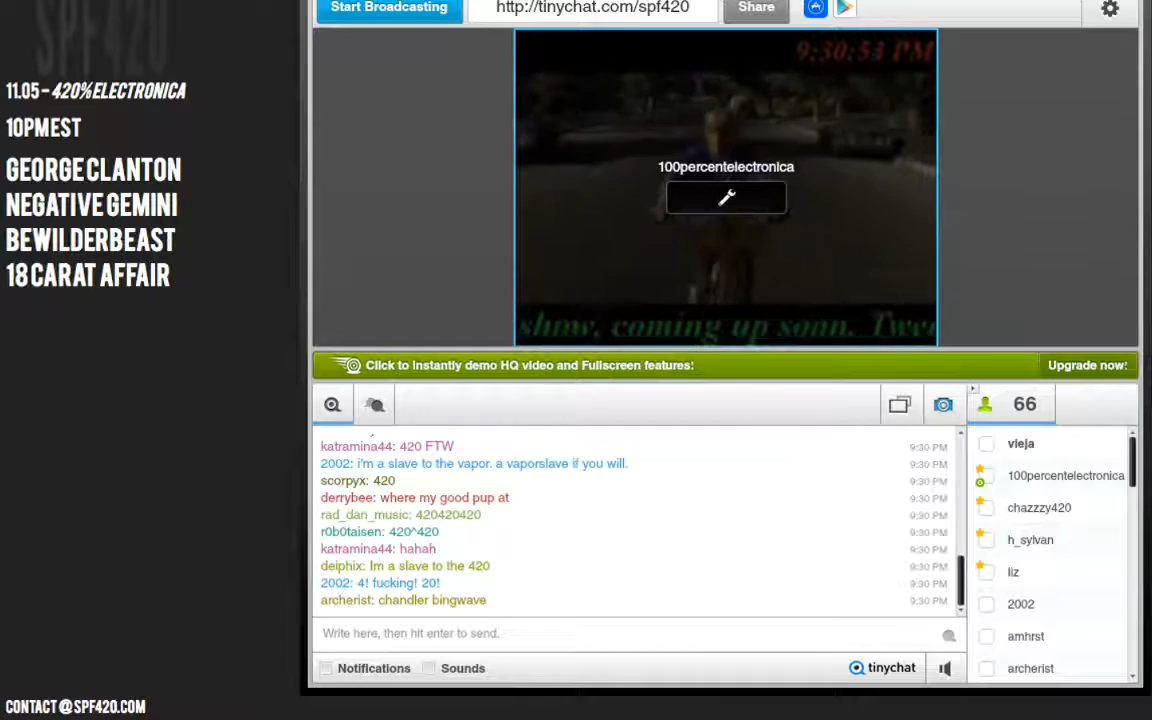 SPF420
11.05 – 420%ELECTRONICA
10PM EST
GEORGE CLANTON
NEGATIVE GEMINI
BEWILDERBEAST
18 CARAT AFFAIR
CONTACT@SPF420.COM
Start Broadcasting
http://tinychat.com/spf420
Share
9:30:53 PM
100percentelectronica
show, coming up soon. Twee
Click to instantly demo HQ video and Fullscreen features:
Upgrade now!
66
katramina44: 420 FTW 9:30 PM
2002: i'm a slave to the vapor. a vaporslave if you will. 9:30 PM
scorpyx: 420 9:30 PM
derrybee: where my good pup at 9:30 PM
rad_dan_music: 420420420 9:30 PM
r0b0taisen: 420^420 9:30 PM
katramina44: hahah 9:30 PM
deiphix: Im a slave to the 420 9:30 PM
2002: 4! fucking! 20! 9:30 PM
archerist: chandler bingwave 9:30 PM
Write here, then hit enter to send.
Notifications
Sounds
tinychat
vieja
100percentelectronica
chazzzy420
h_sylvan
liz
2002
amhrst
archerist